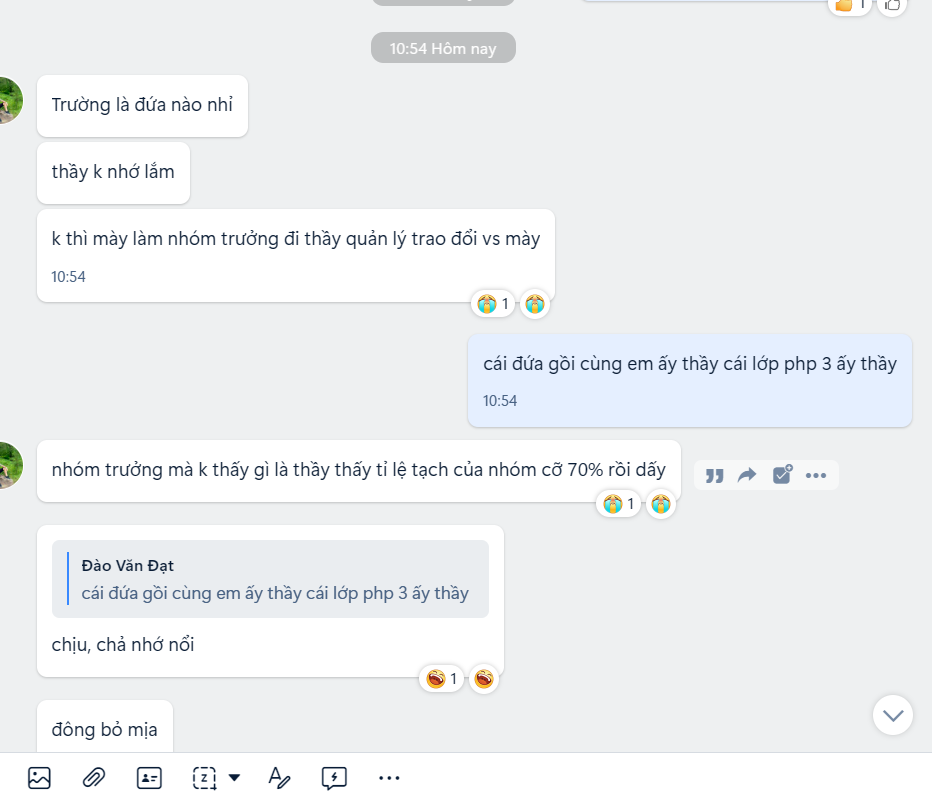 1
10:54 Hôm nay
Trường là đứa nào nhỉ
thầy k nhớ lắm
k thì mày làm nhóm trưởng đi thầy quản lý trao đổi vs mày
10:54
1
cái đứa gồi cùng em ấy thầy cái lớp php 3 ấy thầy
10:54
nhóm trưởng mà k thấy gì là thầy thấy tỉ lệ tạch của nhóm cỡ 70% rồi dấy
1
Đào Văn Đạt
cái đứa gồi cùng em ấy thầy cái lớp php 3 ấy thầy
chịu, chả nhớ nổi
1
đông bỏ mịa